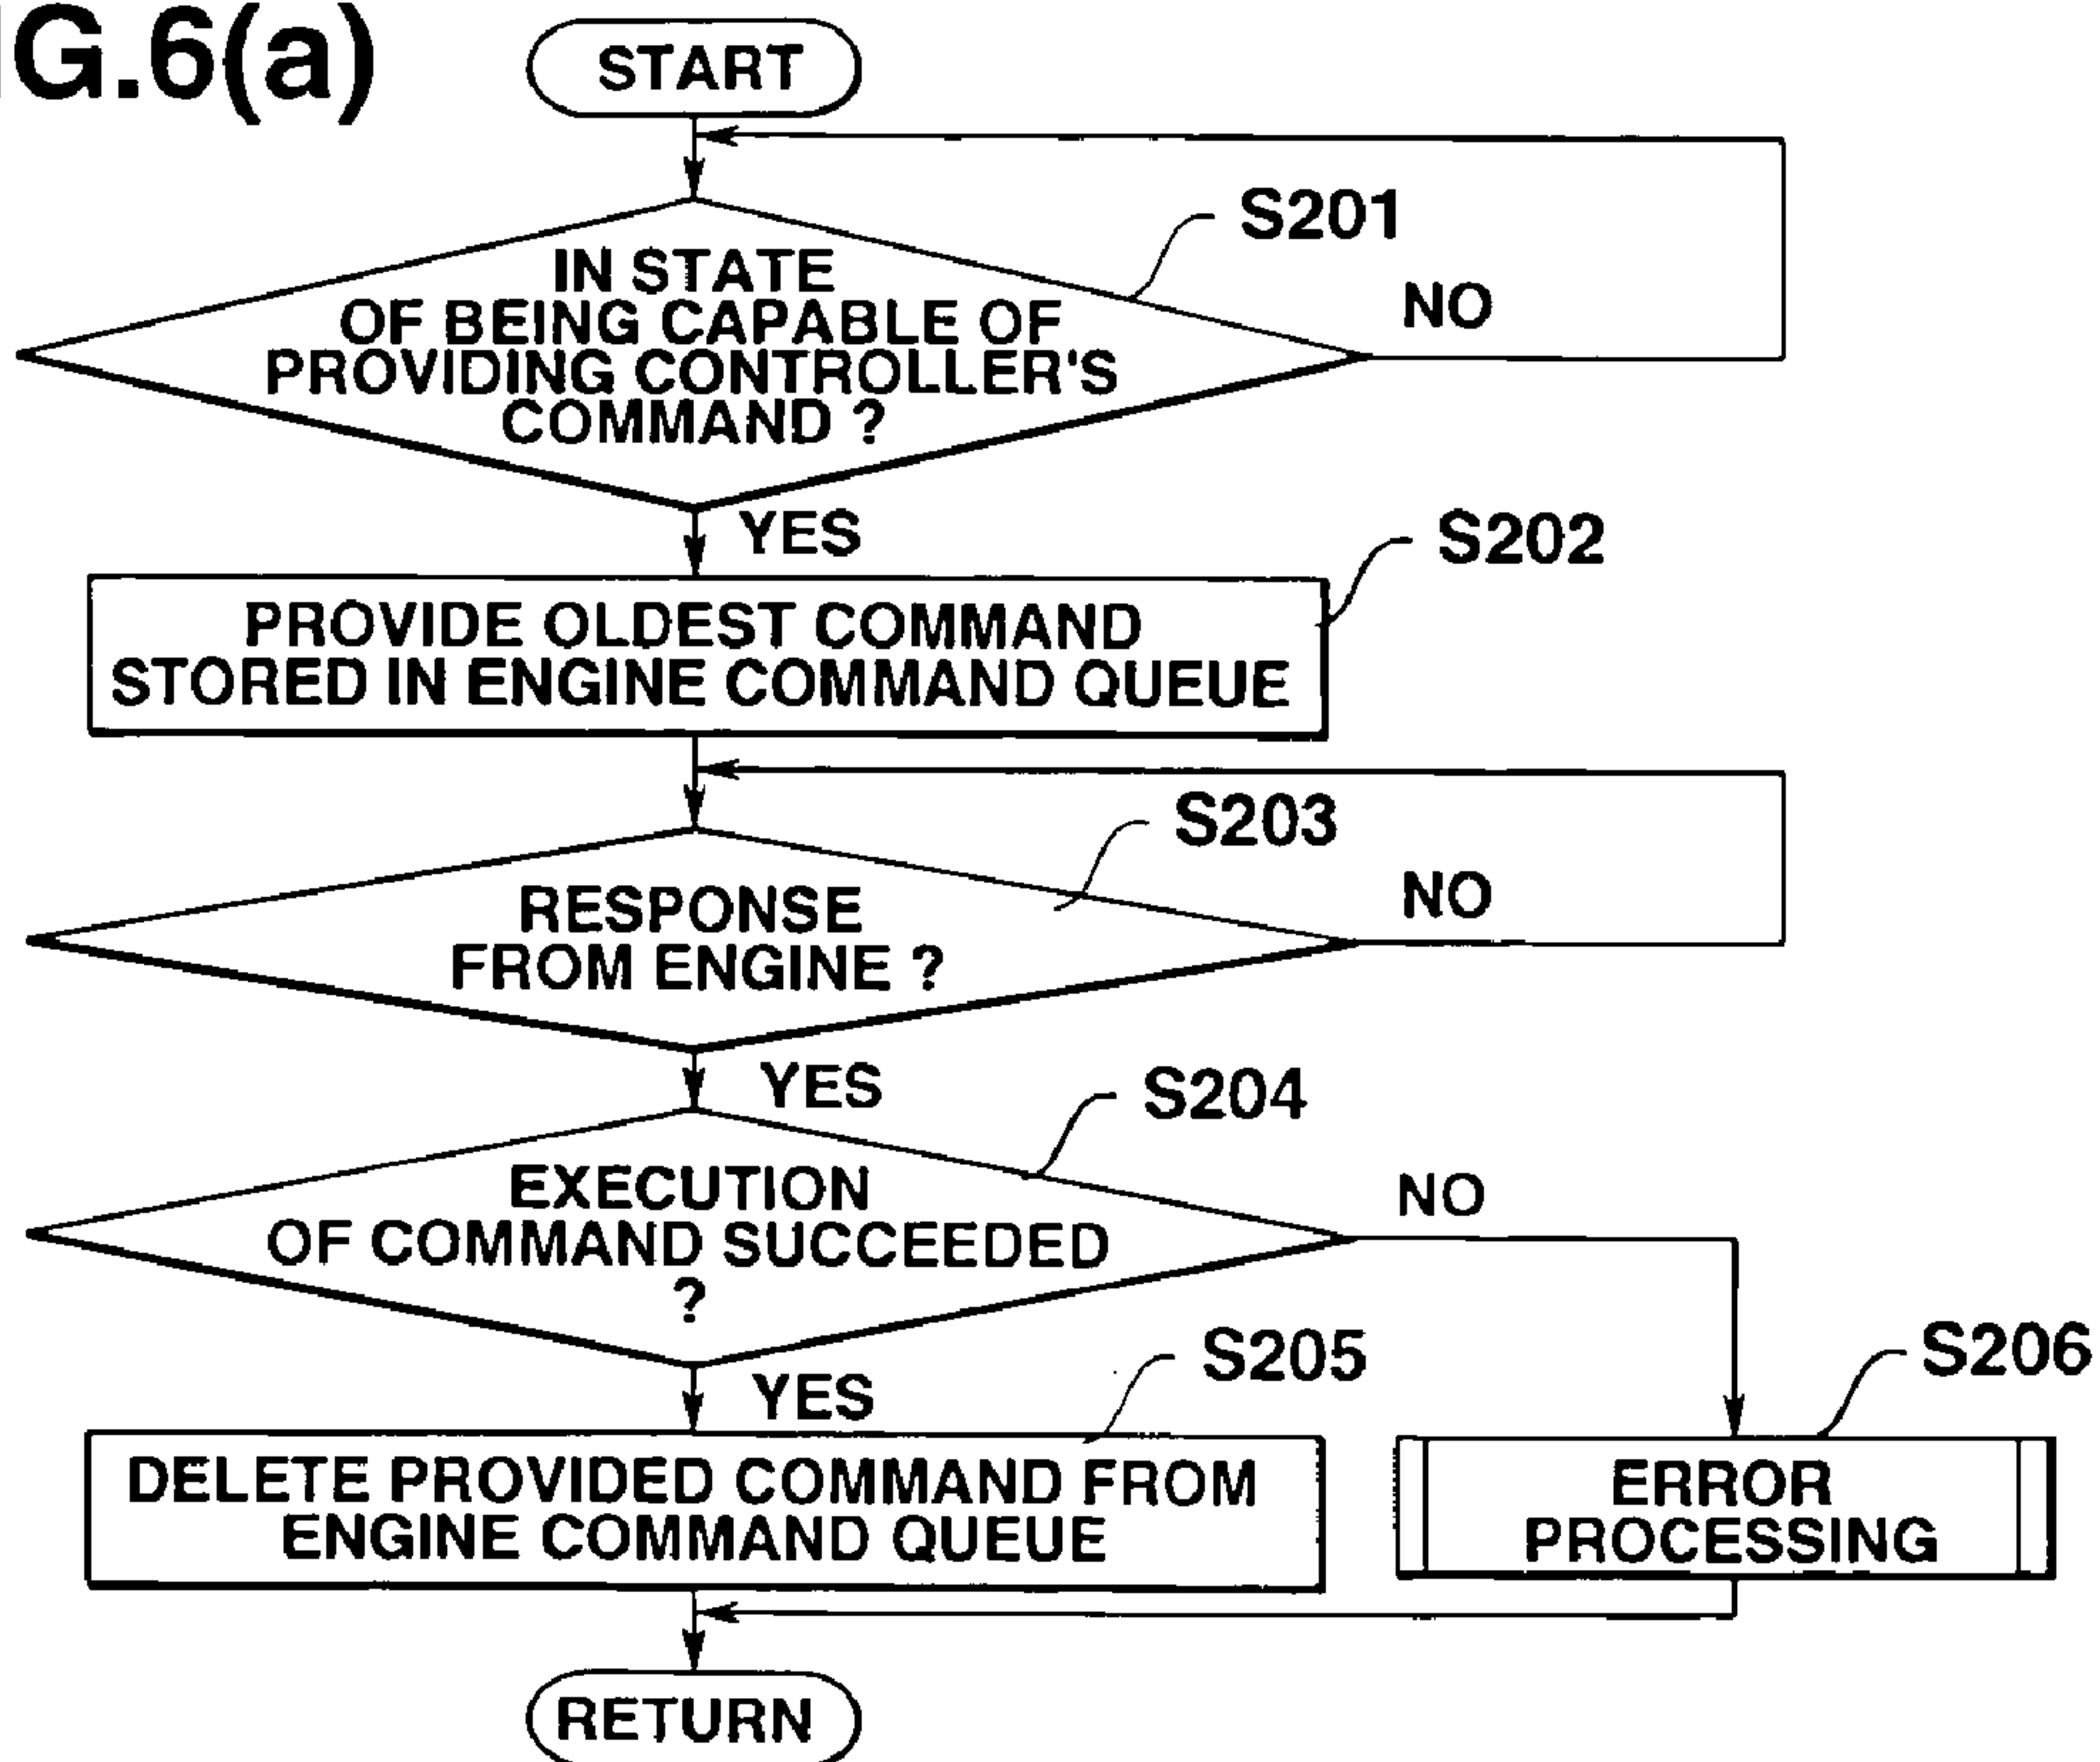 G.6(a)
START
S201
IN STATE
OF BEING CAPABLE OF
PROVIDING CONTROLLER'S
COMMAND ?
NO
YES
S202
PROVIDE OLDEST COMMAND
STORED IN ENGINE COMMAND QUEUE
S203
RESPONSE
FROM ENGINE ?
NO
YES
S204
EXECUTION
OF COMMAND SUCCEEDED
?
NO
YES
S205
DELETE PROVIDED COMMAND FROM
ENGINE COMMAND QUEUE
S206
ERROR
PROCESSING
RETURN